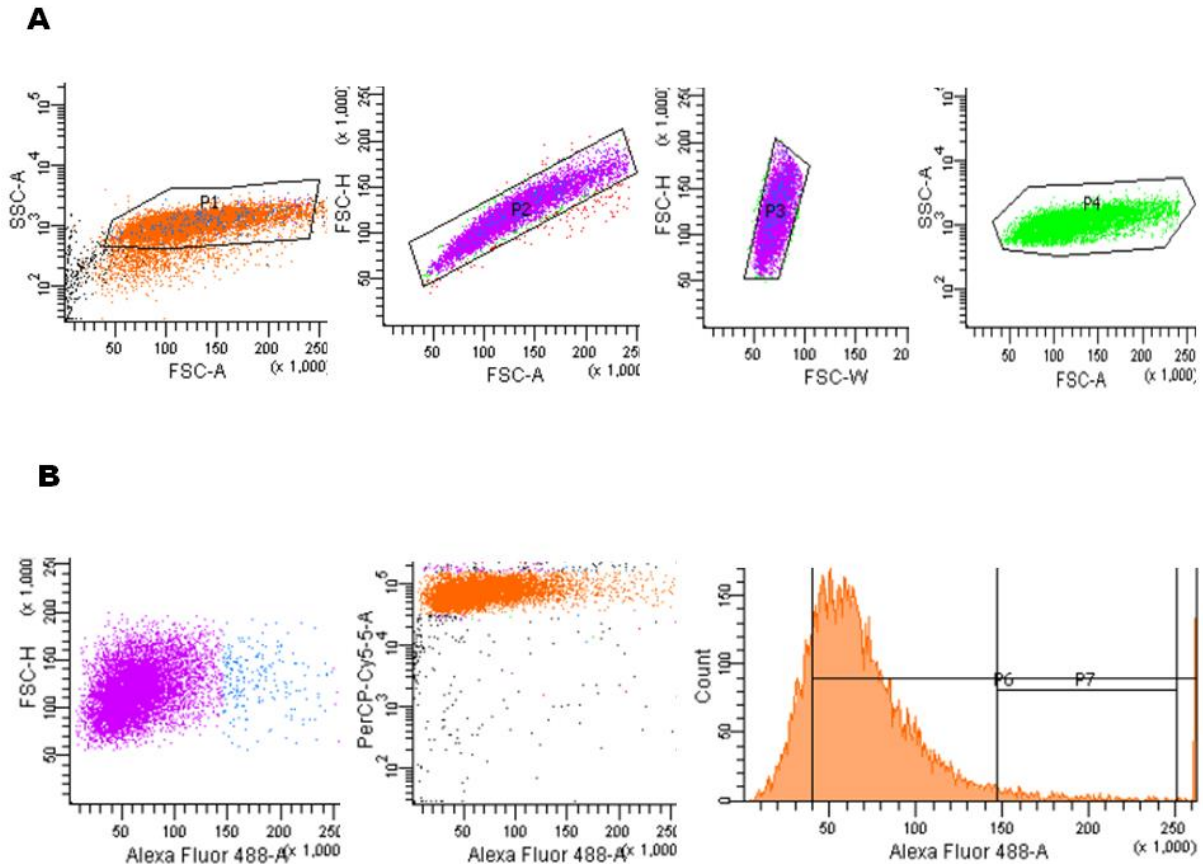 A
SSC-A
10^5
10^4
10^3
10^2
P1
50 100 150 200 250
FSC-A (x 1,000)
FSC-H (x 1,000)
250
200
150
100
50
P2
50 100 150 200
FSC-A (x 1,000)
FSC-H (x 1,000)
250
200
150
100
50
P3
50 100 150 20
FSC-W
SSC-A
10^5
10^4
10^3
10^2
P4
50 100 150 200 250
FSC-A (x 1,000)
B
FSC-H (x 1,000
250
200
150
100
50
50 100 150 200 250
Alexa Fluor 488-A (x 1,000)
PerCP-Cy5-5-A
10^5
10^4
10^3
10^2
50 100 150 200 250
Alexa Fluor 488-A (x 1,000)
Count
150
100
50
0
P6 P7
50 100 150 200 250
Alexa Fluor 488-A (x 1,000)